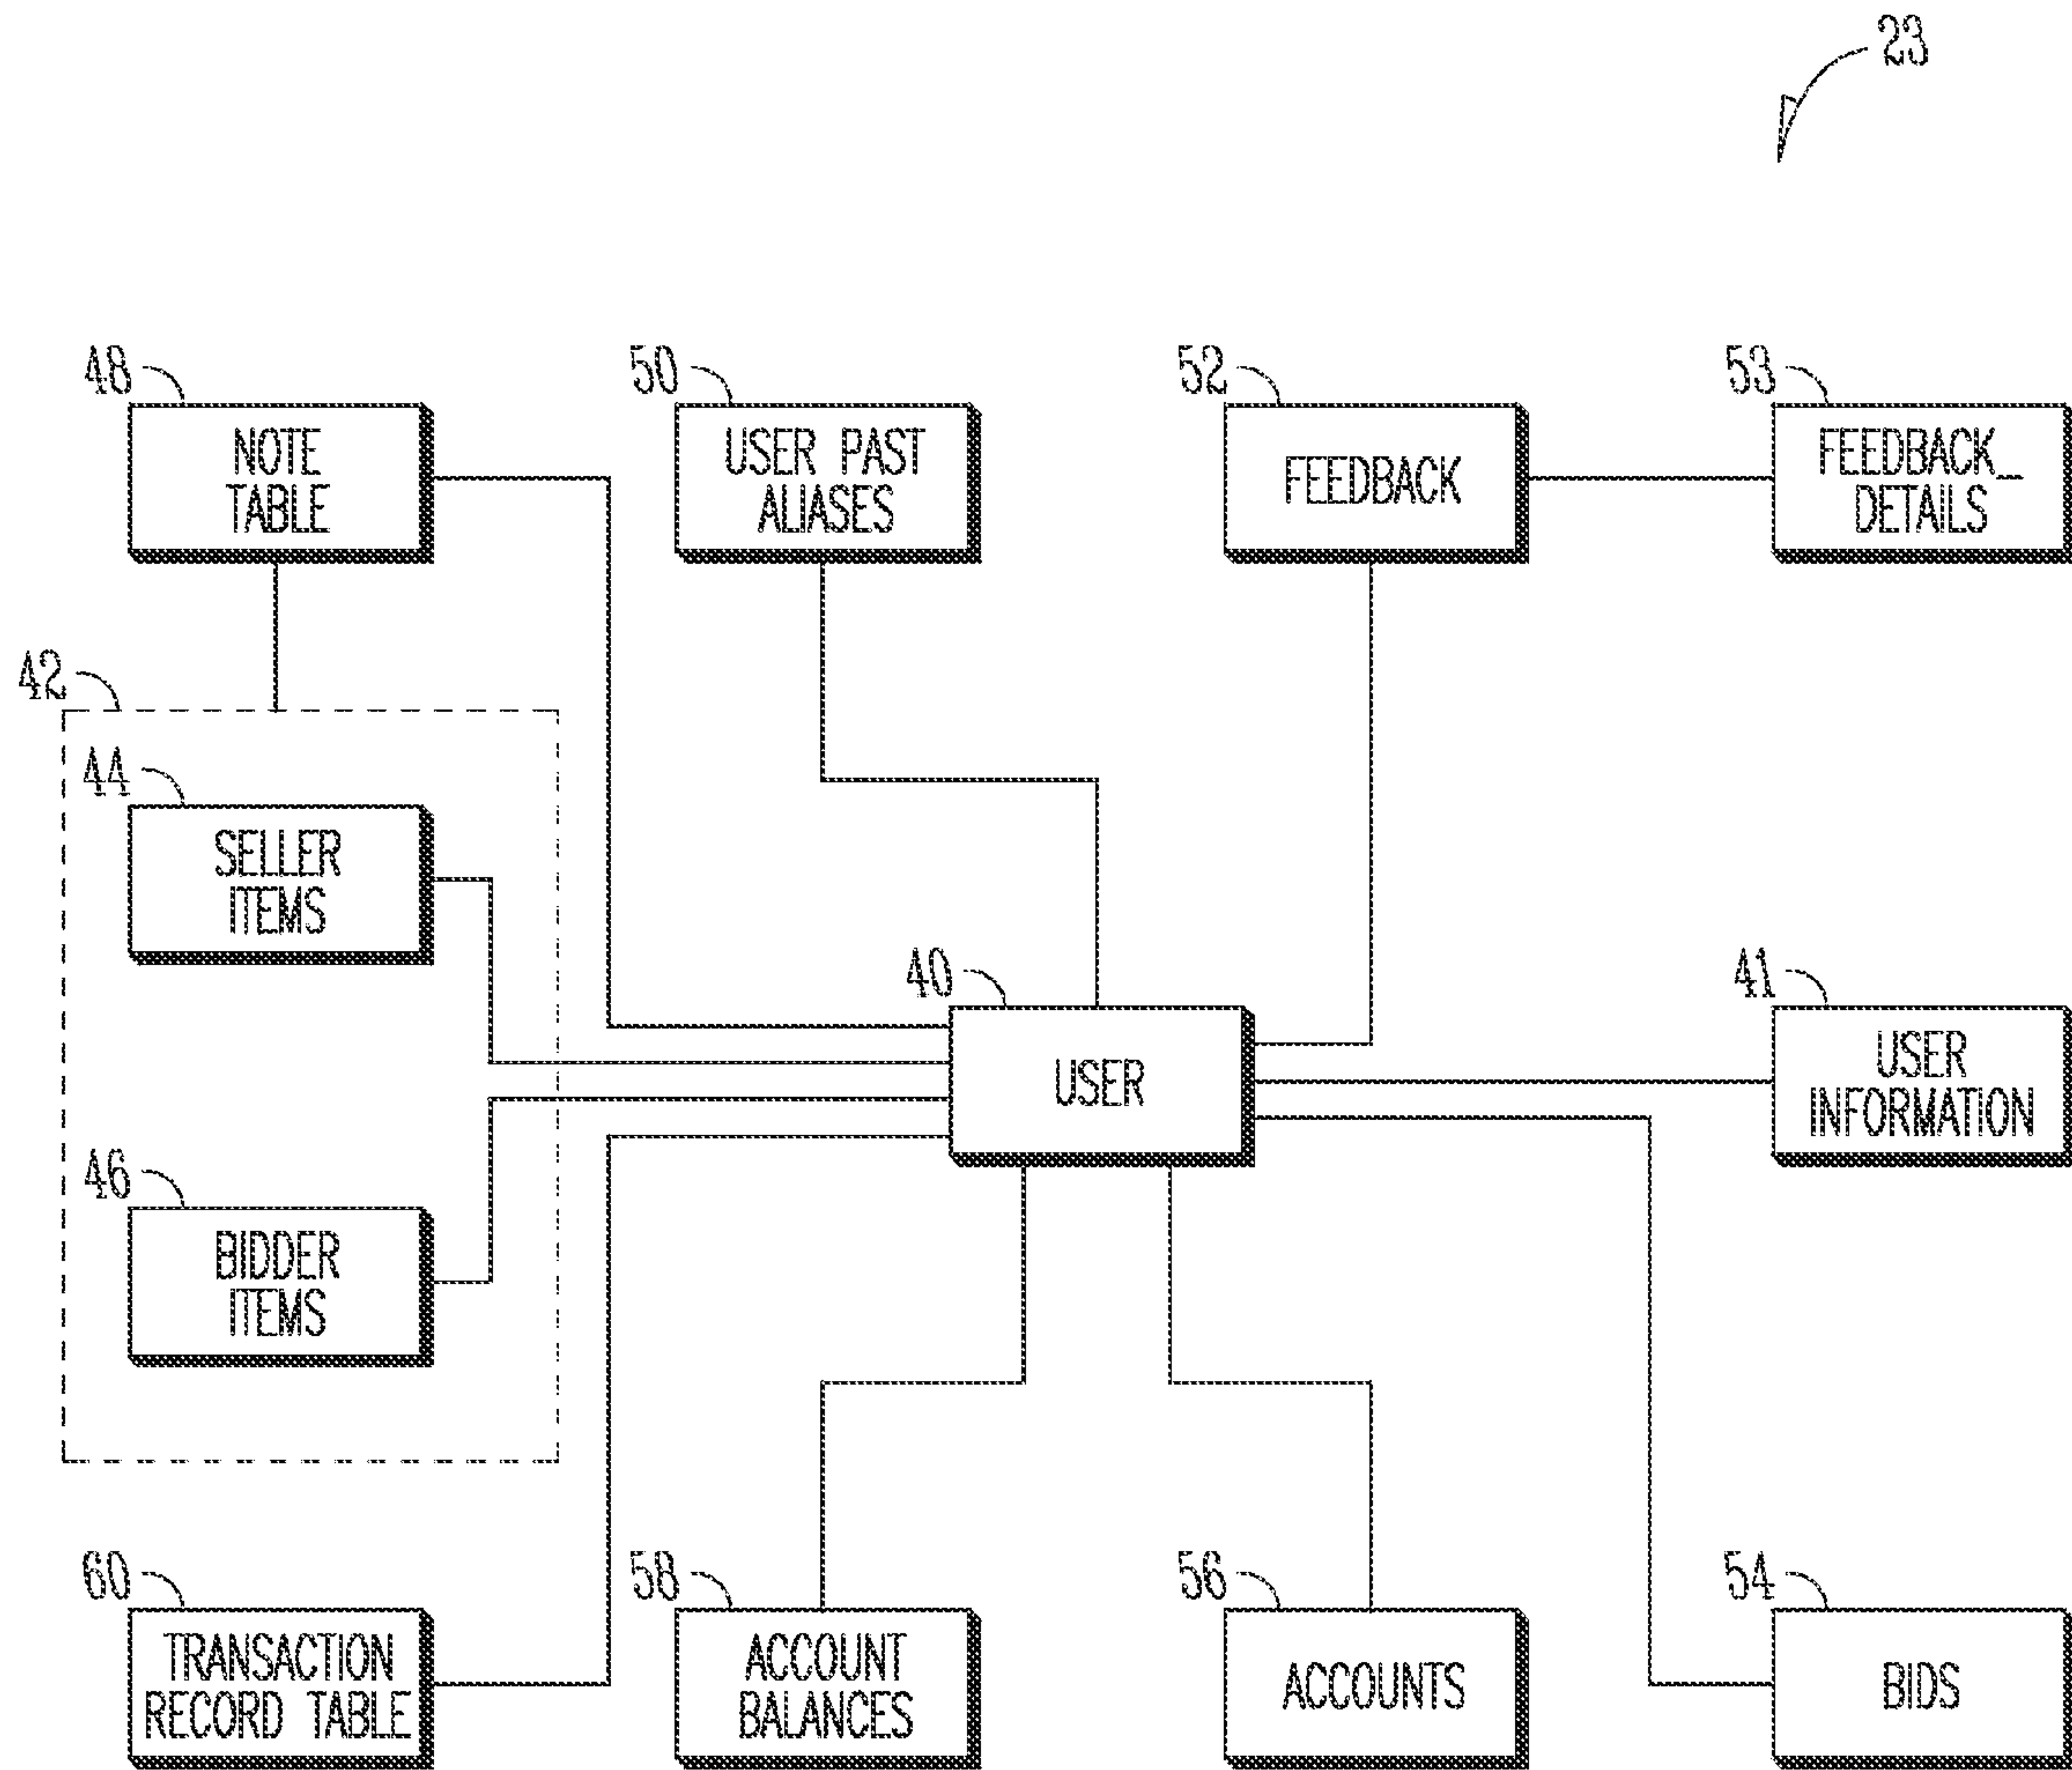 23
48
NOTE
TABLE
50
USER PAST
ALIASES
52
FEEDBACK
53
FEEDBACK_
DETAILS
42
44
SELLER
ITEMS
40
USER
41
USER
INFORMATION
46
BIDDER
ITEMS
60
TRANSACTION
RECORD TABLE
58
ACCOUNT
BALANCES
56
ACCOUNTS
54
BIDS